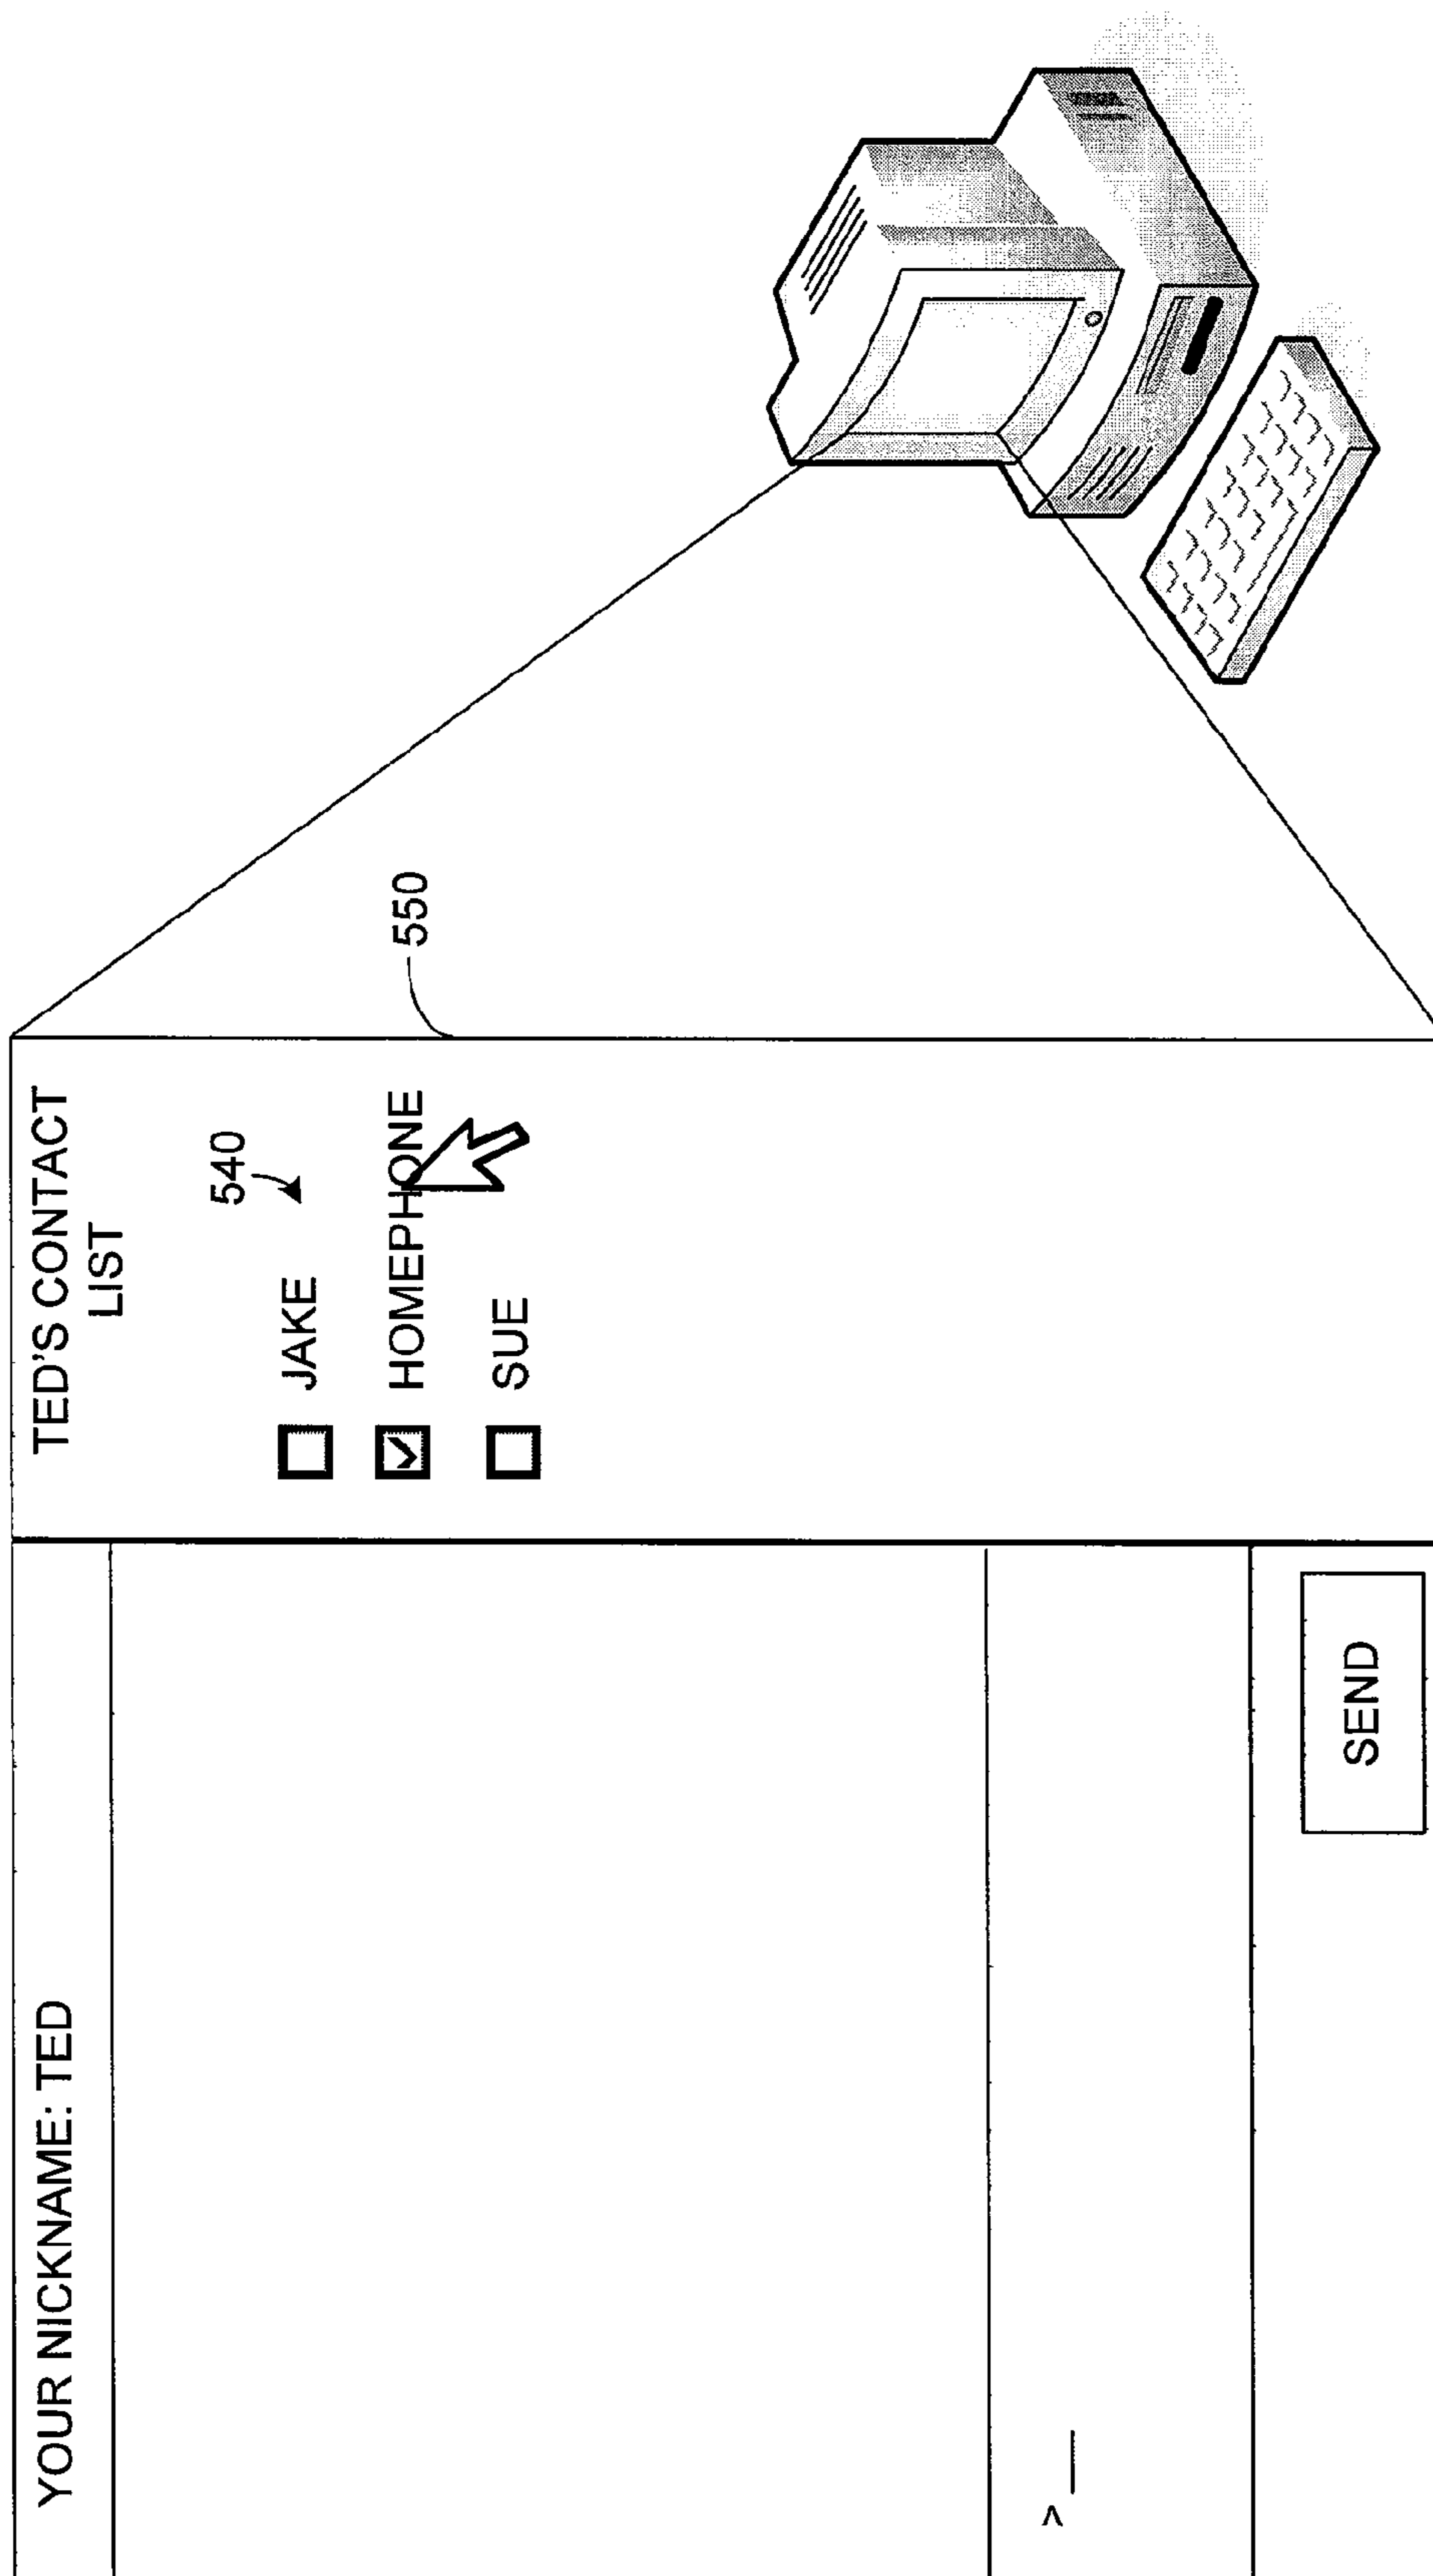 YOUR NICKNAME: TED
>_
SEND
TED'S CONTACT
LIST
540
JAKE
HOMEPHONE
SUE
550